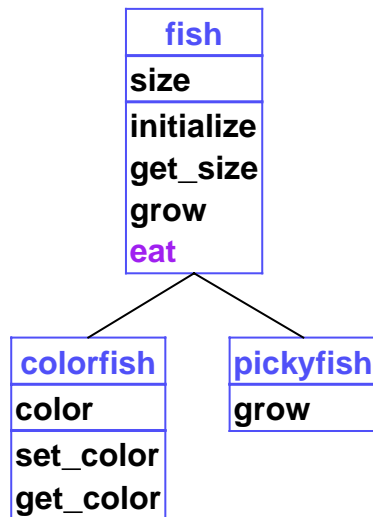 fish
size
initialize
get_size
grow
eat
colorfish
color
set_color
get_color
pickyfish
grow